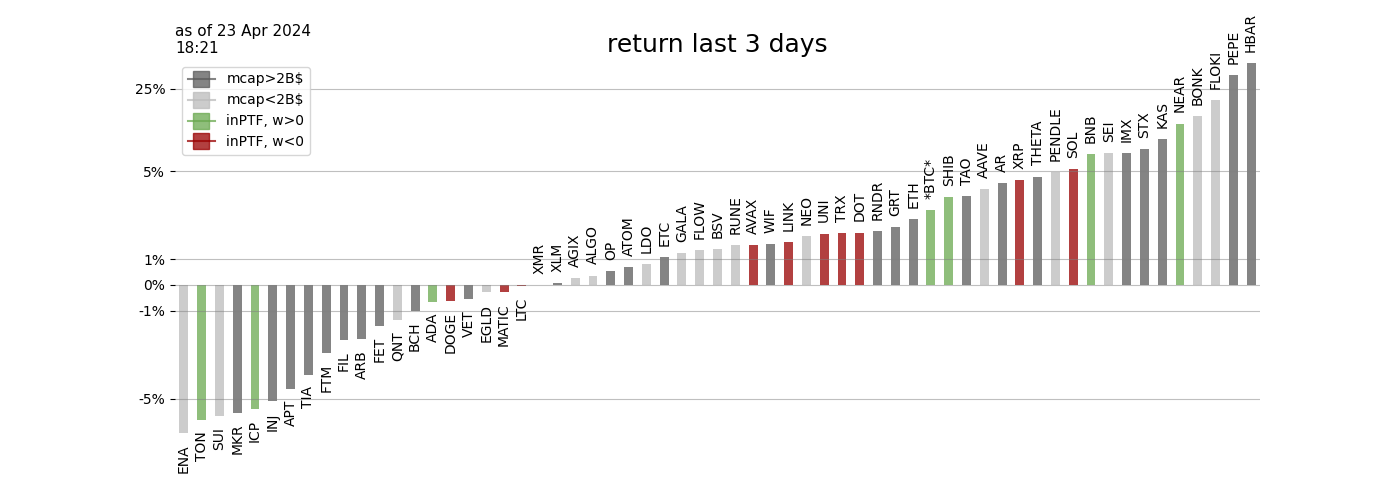 as of 23 Apr 2024
18:21
return last 3 days
mcap>2B$
mcap<2B$
inPTF, w>0
inPTF, w<0
25%
5%
1%
0%
-1%
-5%
ENA
TON
SUI
MKR
ICP
INJ
APT
TIA
FTM
FIL
ARB
FET
QNT
BCH
ADA
DOGE
VET
EGLD
MATIC
LTC
XMR
XLM
AGIX
ALGO
OP
ATOM
LDO
ETC
GALA
FLOW
BSV
RUNE
AVAX
WIF
LINK
NEO
UNI
TRX
DOT
RNDR
GRT
ETH
*BTC*
SHIB
TAO
AAVE
AR
XRP
THETA
PENDLE
SOL
BNB
SEI
IMX
STX
KAS
NEAR
BONK
FLOKI
PEPE
HBAR